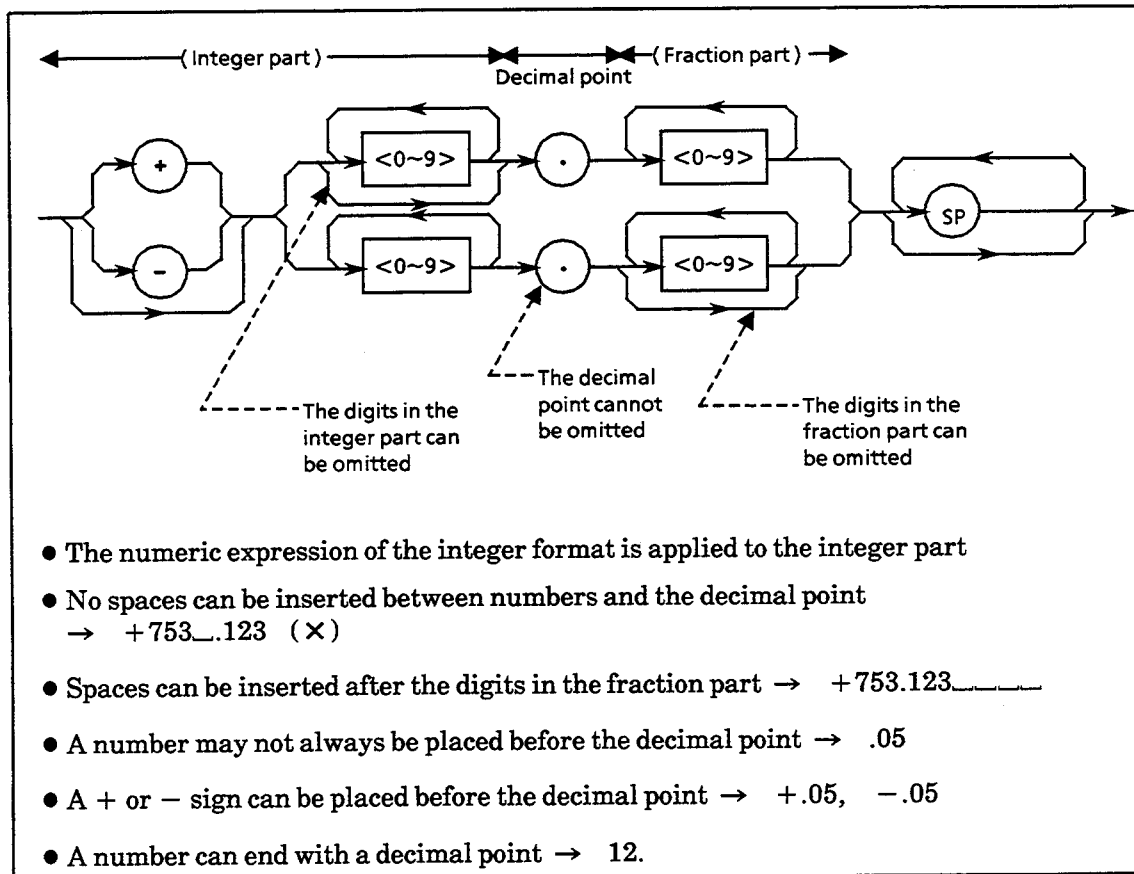 (Integer part) (Fraction part)
Decimal point
+ <0~9> . <0~9>
SP
- <0~9> . <0~9>
The digits in the
integer part can
be omitted
The decimal
point cannot
be omitted
The digits in the
fraction part can
be omitted
● The numeric expression of the integer format is applied to the integer part
● No spaces can be inserted between numbers and the decimal point
→ +753_.123 (×)
● Spaces can be inserted after the digits in the fraction part → +753.123____
● A number may not always be placed before the decimal point → .05
● A + or − sign can be placed before the decimal point → +.05, −.05
● A number can end with a decimal point → 12.